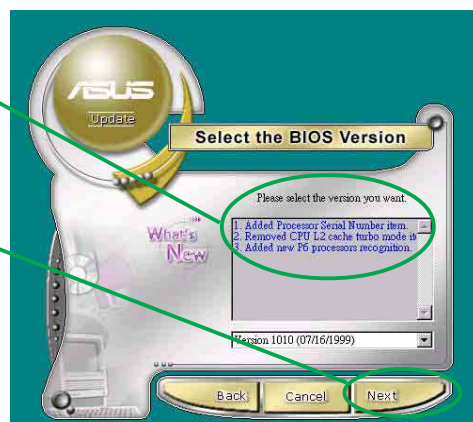 ASUS
Update
Select the BIOS Version
Please select the version you want.
What's
New
1. Added Processor Serial Number item.
2. Removed CPU L2 cache turbo mode it
3. Added new P6 processors recognition.
Version 1010 (07/16/1999)
Back
Cancel
Next